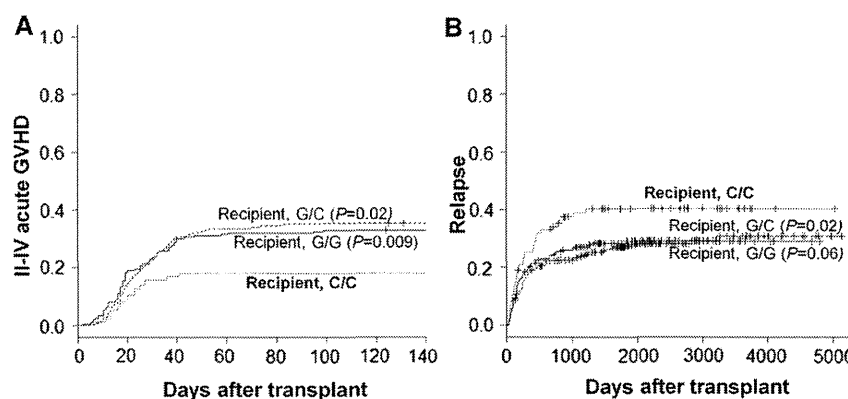 A
II-IV acute GVHD
1.0
0.8
0.6
0.4
0.2
0.0
Recipient, G/C (P=0.02)
Recipient, G/G (P=0.009)
Recipient, C/C
0 20 40 60 80 100 120 140
Days after transplant
B
Relapse
1.0
0.8
0.6
0.4
0.2
0.0
Recipient, C/C
Recipient, G/C (P=0.02)
Recipient, G/G (P=0.06)
0 1000 2000 3000 4000 5000
Days after transplant